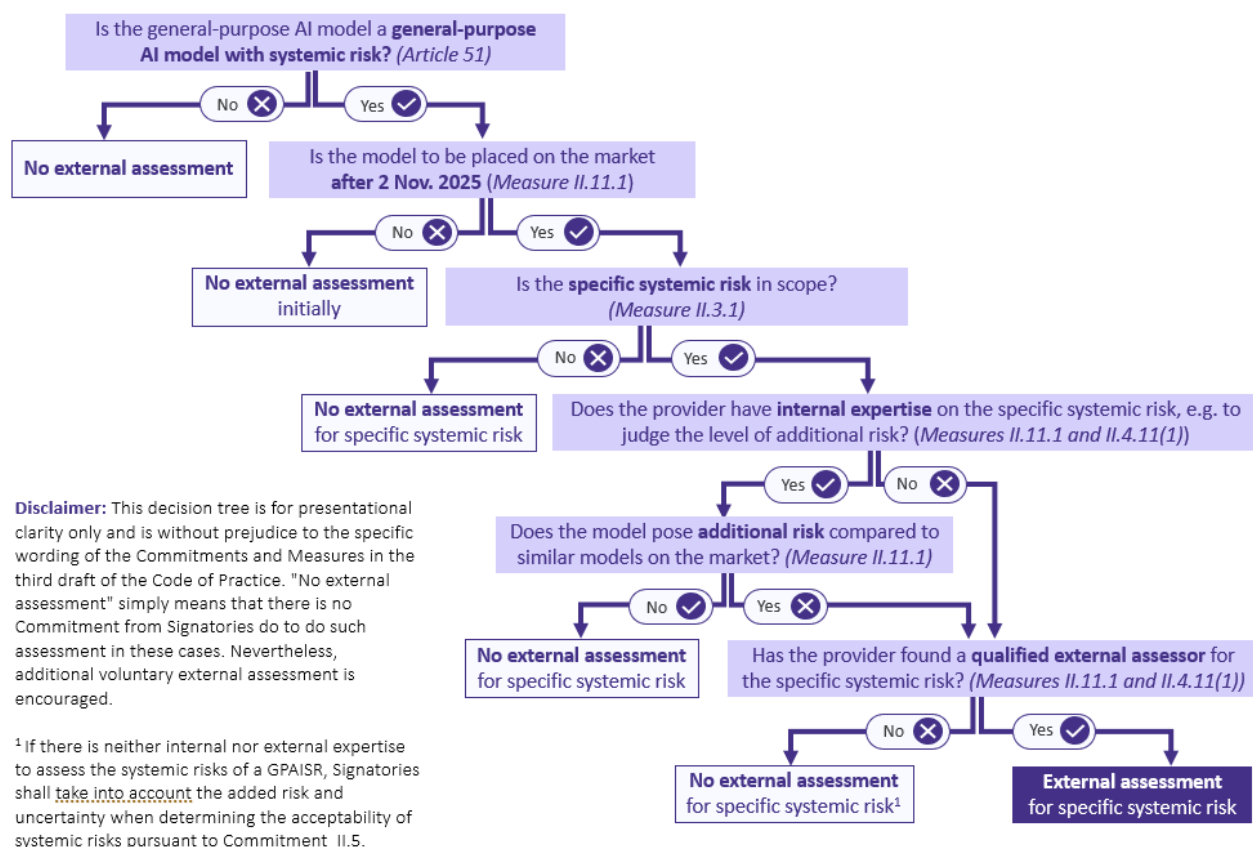 Is the general-purpose AI model a general-purpose
AI model with systemic risk? (Article 51)
No
Yes
No external assessment
Is the model to be placed on the market
after 2 Nov. 2025 (Measure II.11.1)
No
Yes
No external assessment
initially
Is the specific systemic risk in scope?
(Measure II.3.1)
No
Yes
No external assessment
for specific systemic risk
Does the provider have internal expertise on the specific systemic risk, e.g. to
judge the level of additional risk? (Measures II.11.1 and II.4.11(1))
Yes
No
Does the model pose additional risk compared to
similar models on the market? (Measure II.11.1)
No
Yes
No external assessment
for specific systemic risk
Has the provider found a qualified external assessor for
the specific systemic risk? (Measures II.11.1 and II.4.11(1))
No
Yes
No external assessment
for specific systemic risk¹
External assessment
for specific systemic risk
Disclaimer: This decision tree is for presentational
clarity only and is without prejudice to the specific
wording of the Commitments and Measures in the
third draft of the Code of Practice. "No external
assessment" simply means that there is no
Commitment from Signatories do to do such
assessment in these cases. Nevertheless,
additional voluntary external assessment is
encouraged.
¹ If there is neither internal nor external expertise
to assess the systemic risks of a GPAISR, Signatories
shall take into account the added risk and
uncertainty when determining the acceptability of
systemic risks pursuant to Commitment II.5.